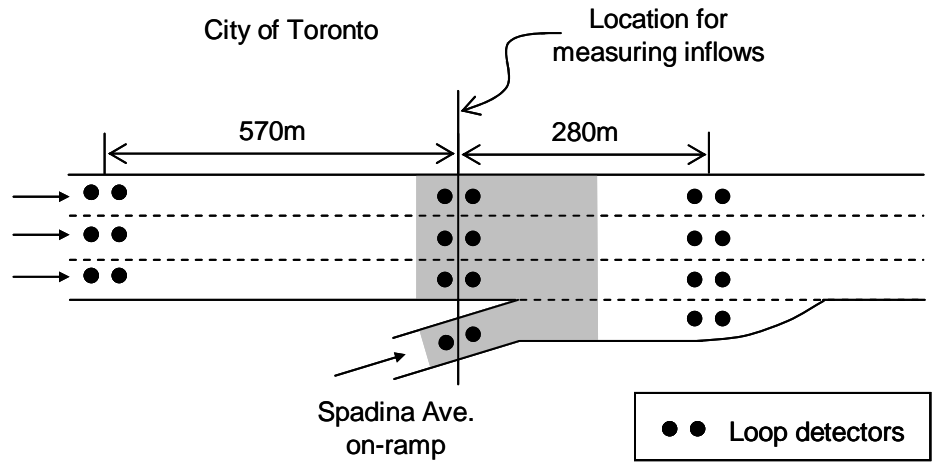 City of Toronto
Location for
measuring inflows
570m
280m
Spadina Ave.
on-ramp
Loop detectors